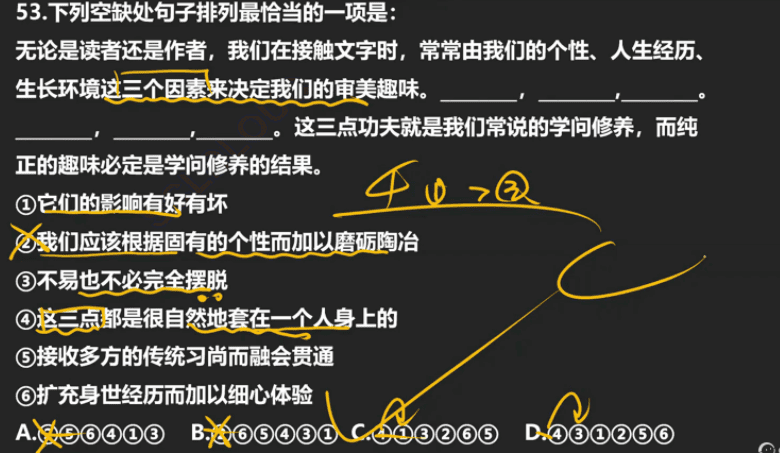 53.下列空缺处句子排列最恰当的一项是：
无论是读者还是作者，我们在接触文字时，常常由我们的个性、人生经历、
生长环境这三个因素来决定我们的审美趣味。________，________,________。
________，________,________。这三点功夫就是我们常说的学问修养，而纯
正的趣味必定是学问修养的结果。
①它们的影响有好有坏
②我们应该根据固有的个性而加以磨砺陶冶
③不易也不必完全摆脱
④这三点都是很自然地套在一个人身上的
⑤接收多方的传统习尚而融会贯通
⑥扩充身世经历而加以细心体验
A.②⑤⑥④①③ B.②⑥⑤④③① C.④①③②⑥⑤ D.④③①②⑤⑥